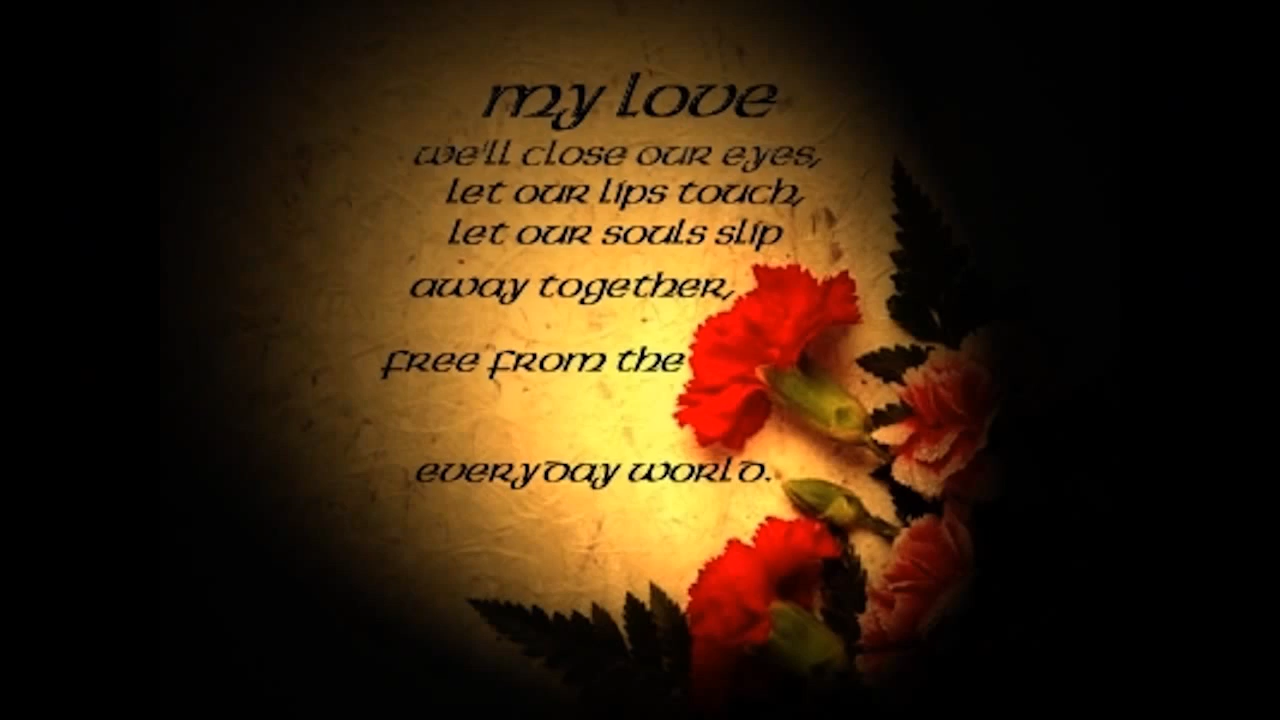 my love
we'll close our eyes,
let our lips touch,
let our souls slip
away together,
free from the
everyday world.